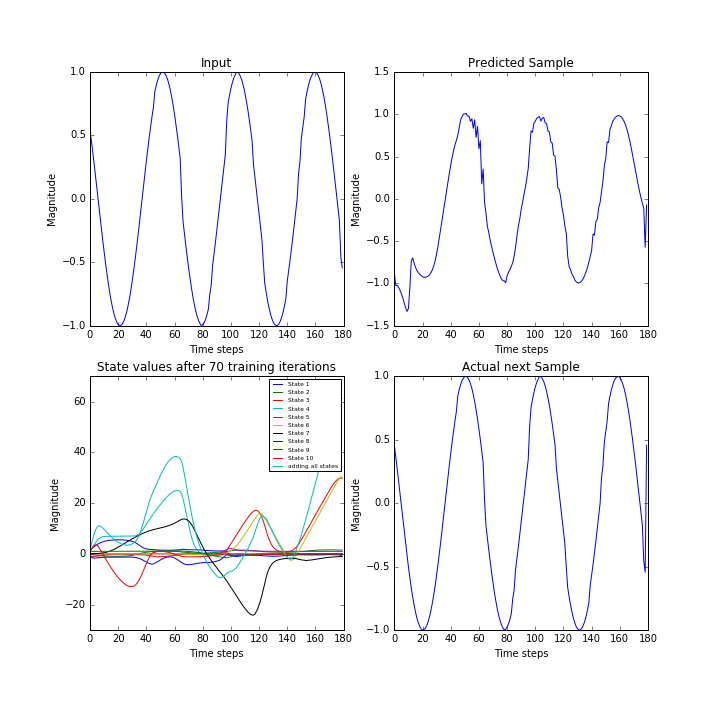 Input
Magnitude
1.0
0.5
0.0
−0.5
−1.0
0 20 40 60 80 100 120 140 160 180
Time steps
Predicted Sample
Magnitude
1.5
1.0
0.5
0.0
−0.5
−1.0
−1.5
0 20 40 60 80 100 120 140 160 180
Time steps
State values after 70 training iterations
Magnitude
60
40
20
0
−20
State 1
State 2
State 3
State 4
State 5
State 6
State 7
State 8
State 9
State 10
adding all states
0 20 40 60 80 100 120 140 160 180
Time steps
Actual next Sample
Magnitude
1.0
0.5
0.0
−0.5
−1.0
0 20 40 60 80 100 120 140 160 180
Time steps